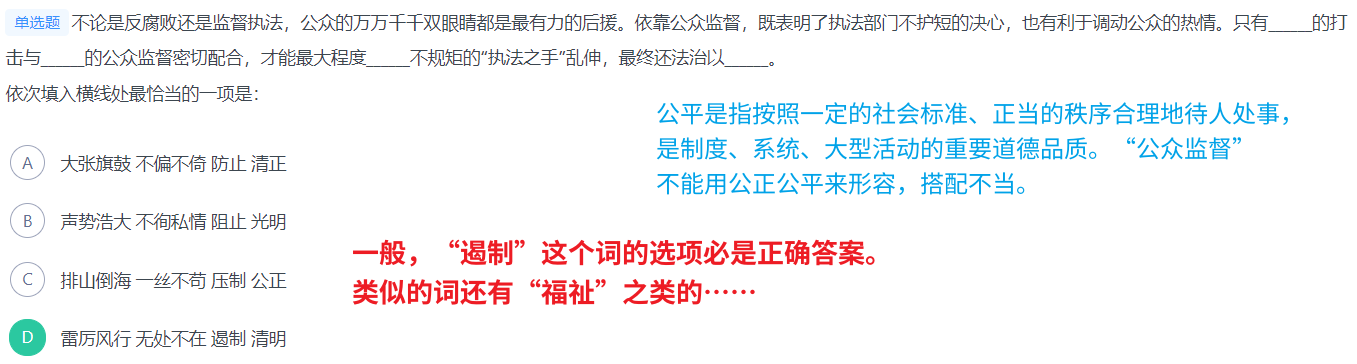 单选题 不论是反腐败还是监督执法，公众的万万千千双眼睛都是最有力的后援。依靠公众监督，既表明了执法部门不护短的决心，也有利于调动公众的热情。只有_____的打
击与_____的公众监督密切配合，才能最大程度_____不规矩的“执法之手”乱伸，最终还法治以_____。
依次填入横线处最恰当的一项是：
公平是指按照一定的社会标准、正当的秩序合理地待人处事，
是制度、系统、大型活动的重要道德品质。“公众监督”
不能用公正公平来形容，搭配不当。
A 大张旗鼓 不偏不倚 防止 清正
B 声势浩大 不徇私情 阻止 光明
一般，“遏制”这个词的选项必是正确答案。
类似的词还有“福祉”之类的……
C 排山倒海 一丝不苟 压制 公正
D 雷厉风行 无处不在 遏制 清明